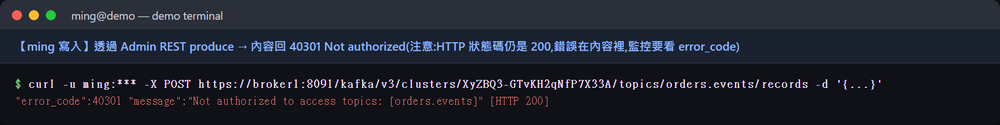 ming@demo — demo terminal
【ming 寫入】透過 Admin REST produce → 內容回 40301 Not authorized(注意:HTTP 狀態碼仍是 200,錯誤在內容裡,監控要看 error_code)
$ curl -u ming:*** -X POST https://broker1:8091/kafka/v3/clusters/XyZBQ3-GTvKH2qNfP7X33A/topics/orders.events/records -d '{...}'
"error_code":40301 "message":"Not authorized to access topics: [orders.events]" [HTTP 200]